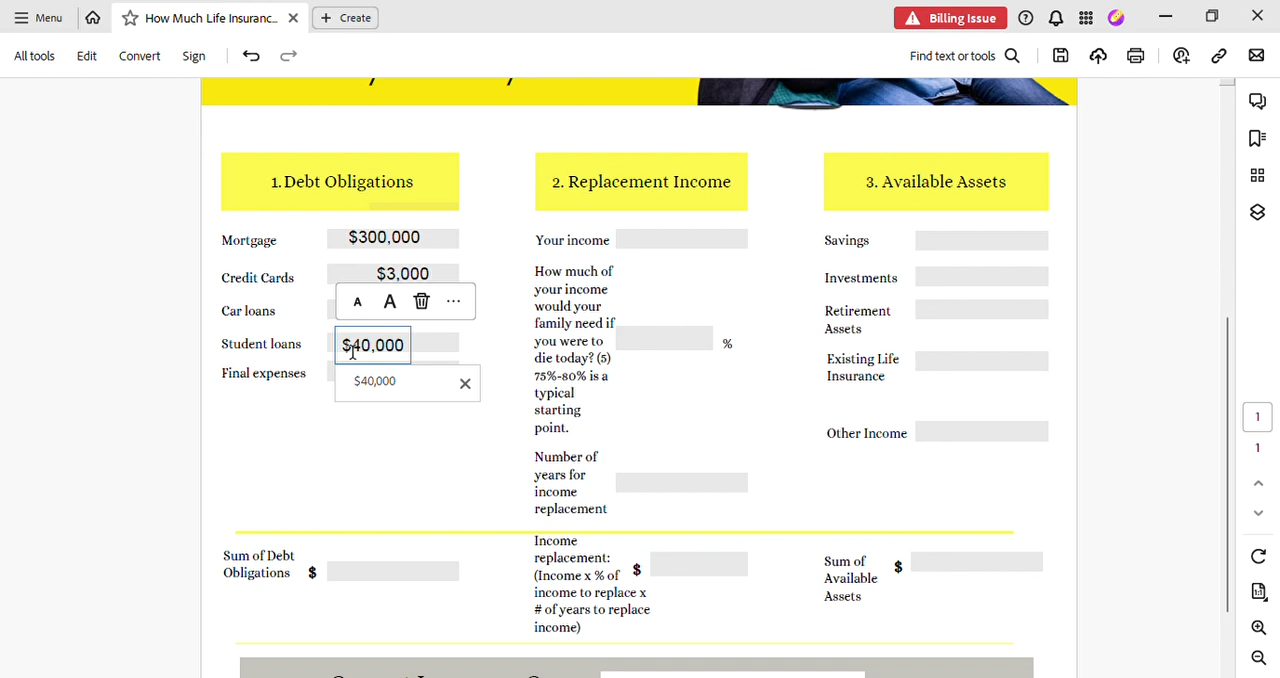 Menu
How Much Life Insuranc...
Create
Billing Issue
All tools
Edit
Convert
Sign
Find text or tools
1. Debt Obligations
Mortgage
$300,000
Credit Cards
$3,000
Car loans
A A ...
Student loans
$40,000
Final expenses
$40,000
Sum of Debt
Obligations $
2. Replacement Income
Your income
How much of
your income
would your
family need if
you were to
die today? (5)
75%-80% is a
typical
starting
point.
%
Number of
years for
income
replacement
Income
replacement:
(Income x % of
income to replace x
# of years to replace
income)
$
3. Available Assets
Savings
Investments
Retirement
Assets
Existing Life
Insurance
Other Income
Sum of
Available
Assets
$
1
1
1:1